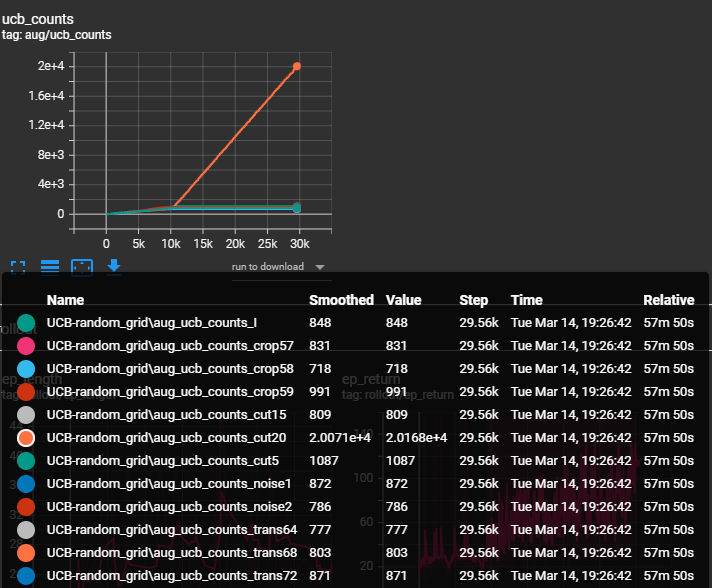 ucb_counts
tag: aug/ucb_counts
2e+4
1.6e+4
1.2e+4
8e+3
4e+3
0
0 5k 10k 15k 20k 25k 30k
run to download
Name Smoothed Value Step Time Relative
UCB-random_grid\aug_ucb_counts_I 848 848 29.56k Tue Mar 14, 19:26:42 57m 50s
UCB-random_grid\aug_ucb_counts_crop57 831 831 29.56k Tue Mar 14, 19:26:42 57m 50s
UCB-random_grid\aug_ucb_counts_crop58 718 718 29.56k Tue Mar 14, 19:26:42 57m 50s
ep_length ep_return
UCB-random_grid\aug_ucb_counts_crop59 991 991 29.56k Tue Mar 14, 19:26:42 57m 50s
tag: rollout/ep_return
UCB-random_grid\aug_ucb_counts_cut15 809 809 29.56k Tue Mar 14, 19:26:42 57m 50s
UCB-random_grid\aug_ucb_counts_cut20 2.0071e+4 2.0168e+4 29.56k Tue Mar 14, 19:26:42 57m 50s
UCB-random_grid\aug_ucb_counts_cut5 1087 1087 29.56k Tue Mar 14, 19:26:42 57m 50s
100
UCB-random_grid\aug_ucb_counts_noise1 872 872 29.56k Tue Mar 14, 19:26:42 57m 50s
UCB-random_grid\aug_ucb_counts_noise2 786 786 29.56k Tue Mar 14, 19:26:42 57m 50s
60
UCB-random_grid\aug_ucb_counts_trans64 777 777 29.56k Tue Mar 14, 19:26:42 57m 50s
UCB-random_grid\aug_ucb_counts_trans68 803 803 29.56k Tue Mar 14, 19:26:42 57m 50s
20
UCB-random_grid\aug_ucb_counts_trans72 871 871 29.56k Tue Mar 14, 19:26:42 57m 50s